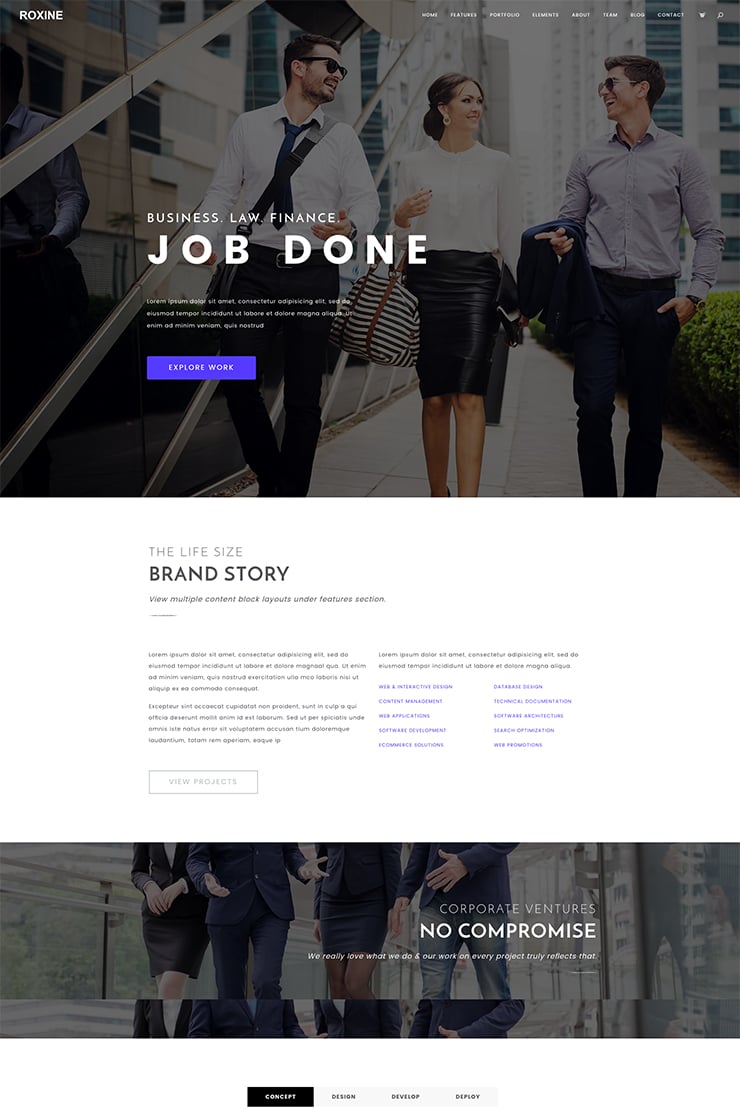 ROXINE
HOME FEATURES PORTFOLIO ELEMENTS ABOUT TEAM BLOG CONTACT
BUSINESS. LAW. FINANCE.
JOB DONE
Lorem ipsum dolor sit amet, consectetur adipisicing elit, sed do
eiusmod tempor incididunt ut labore et dolore magna aliqua. Ut
enim ad minim veniam, quis nostrud
EXPLORE WORK
THE LIFE SIZE
BRAND STORY
View multiple content block layouts under features section.
Lorem ipsum dolor sit amet, consectetur adipisicing elit, sed do
eiusmod tempor incididunt ut labore et dolore magnaal qua. Ut enim
ad minim veniam, quis nostrud exercitation ulla mco laboris nisi ut
aliquip ex ea commodo consequat.
Excepteur sint occaecat cupidatat non proident, sunt in culp a qui
officia deserunt mollit anim id est laborum. Sed ut per spiciatis unde
omnis iste natus error sit voluptatem accusan tium doloremque
laudantium, totam rem aperiam, eaque ip
VIEW PROJECTS
Lorem ipsum dolor sit amet, consectetur adipisicing elit, sed do
eiusmod tempor incididunt ut labore et dolore magna aliqua.
WEB & INTERACTIVE DESIGN
CONTENT MANAGEMENT
WEB APPLICATIONS
SOFTWARE DEVELOPMENT
ECOMMERCE SOLUTIONS
DATABASE DESIGN
TECHNICAL DOCUMENTATION
SOFTWARE ARCHITECTURE
SEARCH OPTIMIZATION
WEB PROMOTIONS
CORPORATE VENTURES
NO COMPROMISE
We really love what we do & our work on every project truly reflects that.
CONCEPT DESIGN DEVELOP DEPLOY